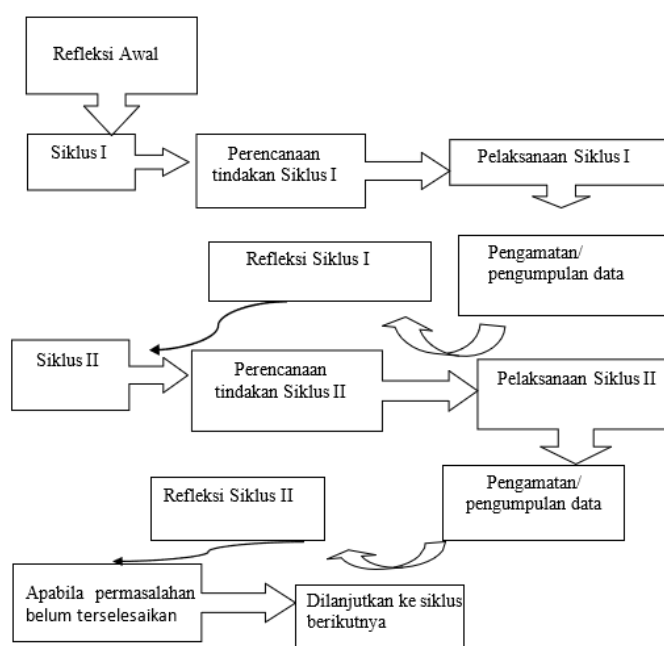 Refleksi Awal
Siklus I
Perencanaan
tindakan Siklus I
Pelaksanaan Siklus I
Refleksi Siklus I
Pengamatan/
pengumpulan data
Siklus II
Perencanaan
tindakan Siklus II
Pelaksanaan Siklus II
Refleksi Siklus II
Pengamatan/
pengumpulan data
Apabila permasalahan
belum terselesaikan
Dilanjutkan ke siklus
berikutnya